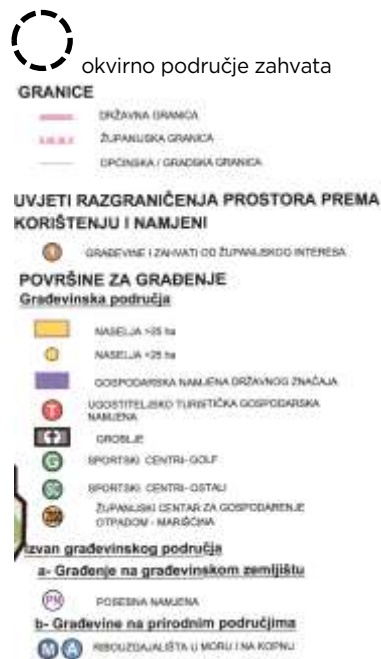 okvirno područje zahvata
GRANICE
DRŽAVNA GRANICA
ŽUPANIJSKA GRANICA
OPĆINSKA / GRADSKA GRANICA
UVJETI RAZGRANIČENJA PROSTORA PREMA
KORIŠTENJU I NAMJENI
GRAĐEVINE I ZAHVATI OD ŽUPANIJSKOG INTERESA
POVRŠINE ZA GRAĐENJE
Građevinska područja
NASELJA >25 ha
NASELJA <25 ha
GOSPODARSKA NAMJENA DRŽAVNOG ZNAČAJA
T UGOSTITELJSKO TURISTIČKA GOSPODARSKA
NAMJENA
GROBLJE
G SPORTSKI CENTRI- GOLF
SC SPORTSKI CENTRI- OSTALI
ŽUPANIJSKI CENTAR ZA GOSPODARENJE
OTPADOM - MARIŠĆINA
Izvan građevinskog područja
a- Građenje na građevinskom zemljištu
PN POSEBNA NAMJENA
b- Građevine na prirodnim područjima
M A RIBOUZGAJALIŠTA U MORU I NA KOPNU